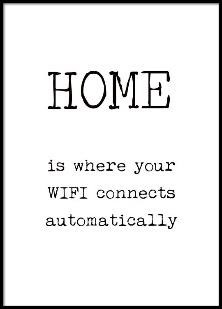 HOME
is where your
WIFI connects
automatically